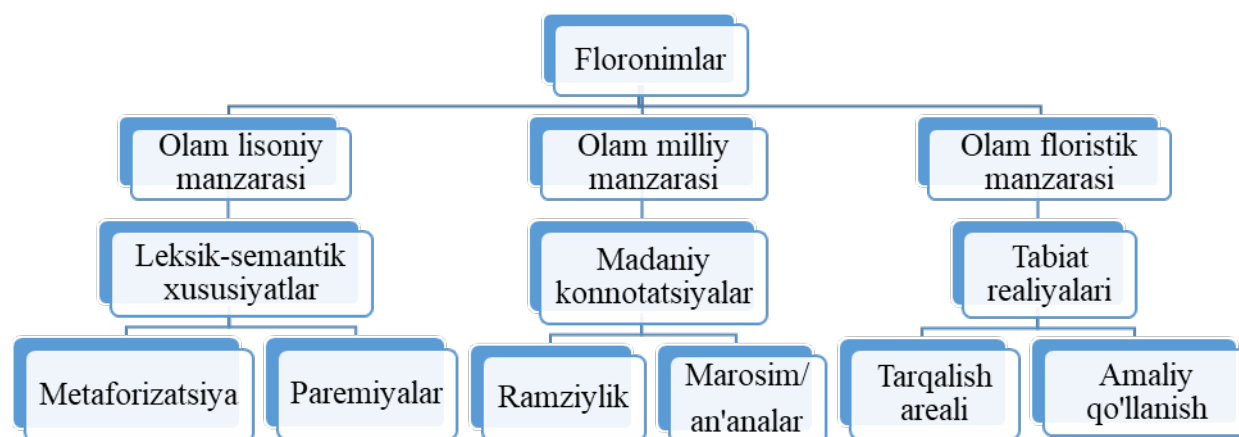 Floronimlar
Olam lisoniy
manzarasi
Olam milliy
manzarasi
Olam floristik
manzarasi
Leksik-semantik
xususiyatlar
Madaniy
konnotatsiyalar
Tabiat
realiyalari
Metaforizatsiya
Paremiyalar
Ramziylik
Marosim/
an'analar
Tarqalish
areali
Amaliy
qo'llanish